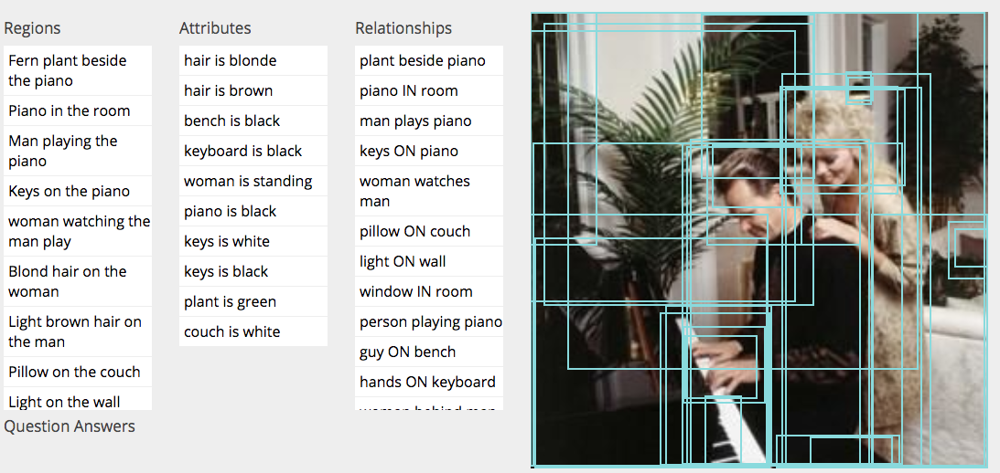 Regions
Fern plant beside
the piano
Piano in the room
Man playing the
piano
Keys on the piano
woman watching the
man play
Blond hair on the
woman
Light brown hair on
the man
Pillow on the couch
Light on the wall
Question Answers
Attributes
hair is blonde
hair is brown
bench is black
keyboard is black
woman is standing
piano is black
keys is white
keys is black
plant is green
couch is white
Relationships
plant beside piano
piano IN room
man plays piano
keys ON piano
woman watches
man
pillow ON couch
light ON wall
window IN room
person playing piano
guy ON bench
hands ON keyboard
woman behind man